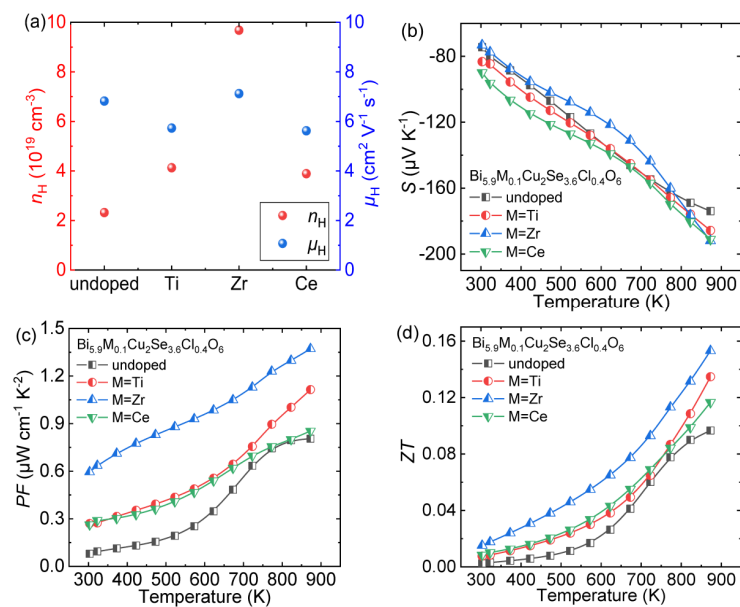 (a)
10
8
6
4
2
0
n_H (10^19 cm^-3)
10
8
6
4
2
0
μ_H (cm^2 V^-1 s^-1)
n_H
μ_H
undoped Ti Zr Ce
(b)
-80
-120
-160
-200
S (μV K^-1)
Bi5.9M0.1Cu2Se3.6Cl0.4O6
undoped
M=Ti
M=Zr
M=Ce
300 400 500 600 700 800 900
Temperature (K)
(c)
1.5
1.2
0.9
0.6
0.3
0.0
PF (μW cm^-1 K^-2)
Bi5.9M0.1Cu2Se3.6Cl0.4O6
undoped
M=Ti
M=Zr
M=Ce
300 400 500 600 700 800 900
Temperature (K)
(d)
0.16
0.12
0.08
0.04
0.00
ZT
Bi5.9M0.1Cu2Se3.6Cl0.4O6
undoped
M=Ti
M=Zr
M=Ce
300 400 500 600 700 800 900
Temperature (K)